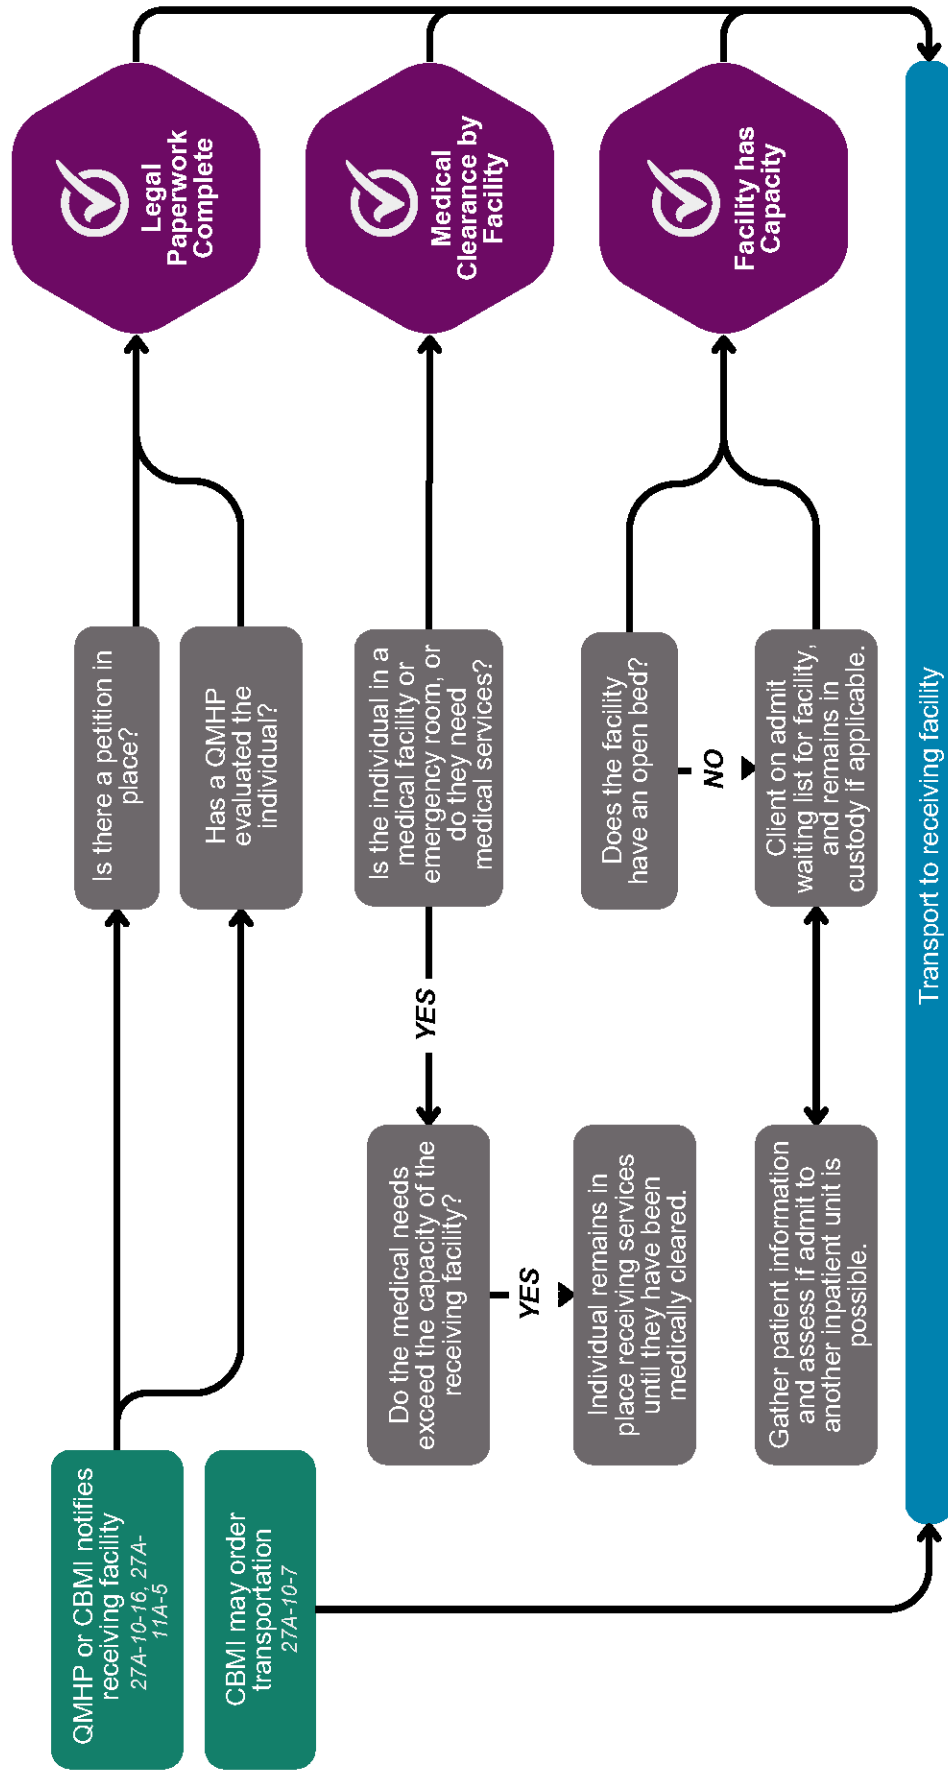 QMHP or CBMI notifies
receiving facility
27A-10-16, 27A-
11A-5
CBMI may order
transportation
27A-10-7
Is there a petition in
place?
Has a QMHP
evaluated the
individual?
Legal
Paperwork
Complete
Do the medical needs
exceed the capacity of the
receiving facility?
YES
Is the individual in a
medical facility or
emergency room, or
do they need
medical services?
Medical
Clearance by
Facility
YES
Individual remains in
place receiving services
until they have been
medically cleared.
Does the facility
have an open bed?
NO
Facility has
Capacity
Gather patient information
and assess if admit to
another inpatient unit is
possible.
Client on admit
waiting list for facility,
and remains in
custody if applicable.
Transport to receiving facility